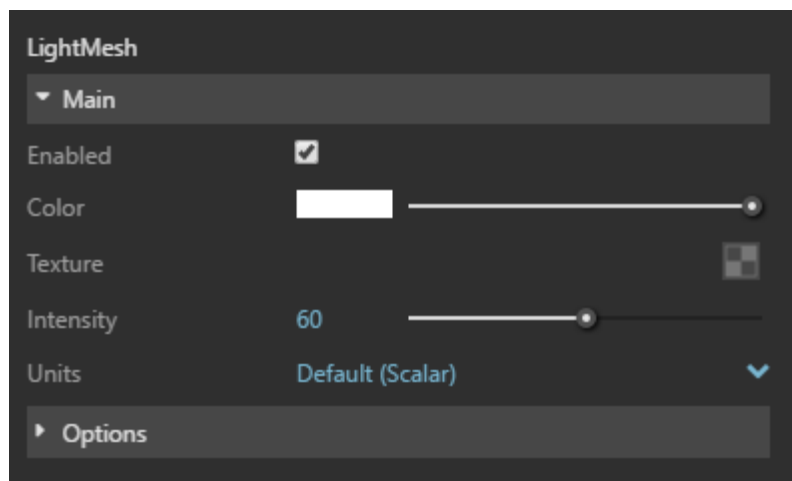 LightMesh
Main
Enabled
Color
Texture
Intensity 60
Units Default (Scalar)
Options